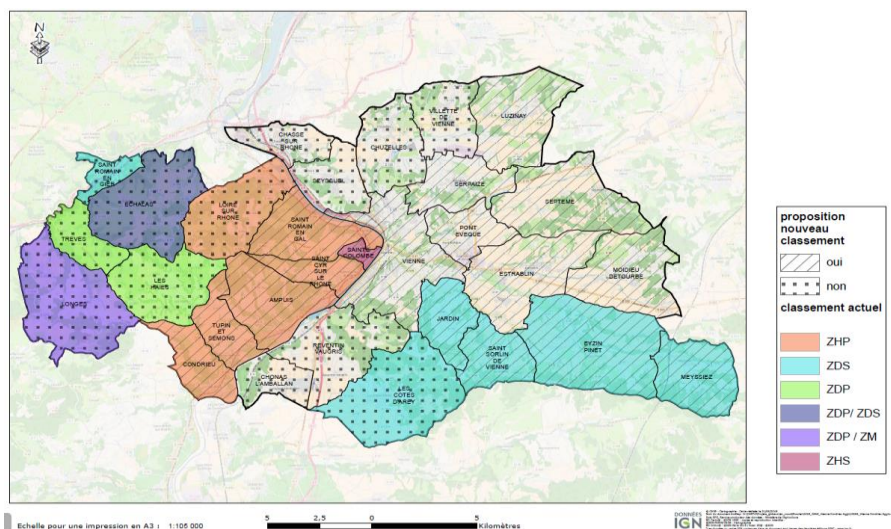 N
CHASSE
SUR
RHONE
SEYSSUEL
CHUZELLES
VILLETTE
DE
VIENNE
LUZINAY
SERPAIZE
SEPTEME
PONT
EVEQUE
VIENNE
ESTRABLIN
MOIDIEU
DETOURBE
SAINT
ROMAIN
EN
GIER
ECHALAS
TREVES
LONGES
LES
HAIES
LOIRE
SUR
RHONE
SAINT
ROMAIN
EN
GAL
SAINTE
COLOMBE
SAINT
CYR
SUR
LE
RHONE
AMPUIS
TUPIN
ET
SEMONS
CONDRIEU
REVENTIN
VAUGRIS
CHONAS
L'AMBALLAN
LES
COTES
D'AREY
JARDIN
SAINT
SORLIN
DE
VIENNE
EYZIN
PINET
MEYSSIEZ
proposition
nouveau
classement
oui
non
classement actuel
ZHP
ZDS
ZDP
ZDP/ ZDS
ZDP / ZM
ZHS
Echelle pour une impression en A3 : 1:105 000
5 2,5 0 5
Kilomètres
DONNÉES
IGN